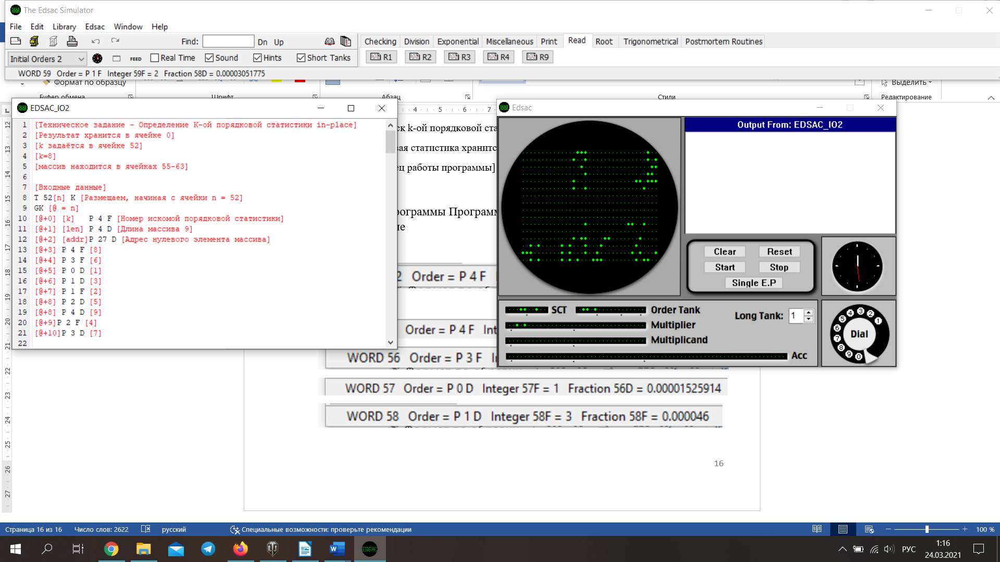 The Edsac Simulator
File Edit Library Edsac Window Help
Find: Dn Up
Checking Division Exponential Miscellaneous Print Read Root Trigonometrical Postmortem Routines
Initial Orders 2 FEED Real Time Sound Hints Short Tanks
R1 R2 R3 R4 R9
WORD 59 Order = P 1 F Integer 59F = 2 Fraction 58D = 0.00003051775
Формат по образцу
Выделить
Буфер обмена Шрифт Абзац Стили Редактирование
EDSAC_IO2
1 [Техническое задание - Определение К-ой порядковой статистики in-place]
2 [Результат хранится в ячейке 0]
3 [k задаётся в ячейке 52]
4 [k=8]
5 [массив находится в ячейках 55-63]
6
7 [Входные данные]
8 T 52[n] K [Размещаем, начиная с ячейки n = 52]
9 GK [@ = n]
10 [@+0] [k] P 4 F [Номер искомой порядковой статистики]
11 [@+1] [len] P 4 D [Длина массива 9]
12 [@+2] [addr]P 27 D [Адрес нулевого элемента массива]
13 [@+3] P 4 F [8]
14 [@+4] P 3 F [6]
15 [@+5] P 0 D [1]
16 [@+6] P 1 D [3]
17 [@+7] P 1 F [2]
18 [@+8] P 2 D [5]
19 [@+8] P 4 D [9]
20 [@+9]P 2 F [4]
21 [@+10]P 3 D [7]
22
4 5 6 7
12
13
14
15
16
17
18
19
20
21
22
23
24
25
26
27
ск k-ой порядковой ста
вая статистика хранитс
ец работы программы]
рограммы Програм
ие
2 Order = P 4 F
Order = P 4 F Int
WORD 56 Order = P 3 F
WORD 57 Order = P 0 D Integer 57F = 1 Fraction 56D = 0.00001525914
WORD 58 Order = P 1 D Integer 58F = 3 Fraction 58F = 0.000046
16
Edsac
Output From: EDSAC_IO2
Clear Reset
Start Stop
Single E.P
SCT Order Tank
Multiplier
Multiplicand
Acc
Long Tank: 1
1 2 3 4 5 6 7 8 9 0
Dial
Страница 16 из 16 Число слов: 2622 русский Специальные возможности: проверьте рекомендации 100 %
РУС
1:16
24.03.2021